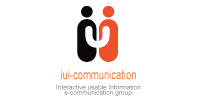 iui-communication
Interactive usable Information
e-communication group